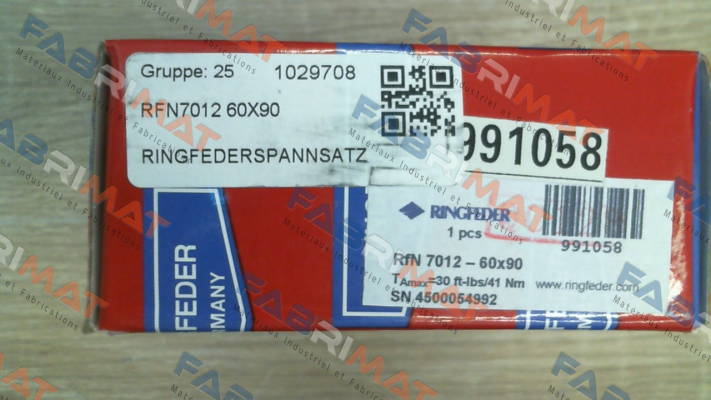 Gruppe: 25 1029708
RFN7012 60X90
RINGFEDERSPANNSATZ
991058
RINGFEDER
1 pcs
991058
RfN 7012 – 60x90
TAmax=30 ft-lbs/41 Nm www.ringfeder.com
SN 4500054992
FEDER
RMANY
FABRIMAT
Matériaux Industriel et Fabrications